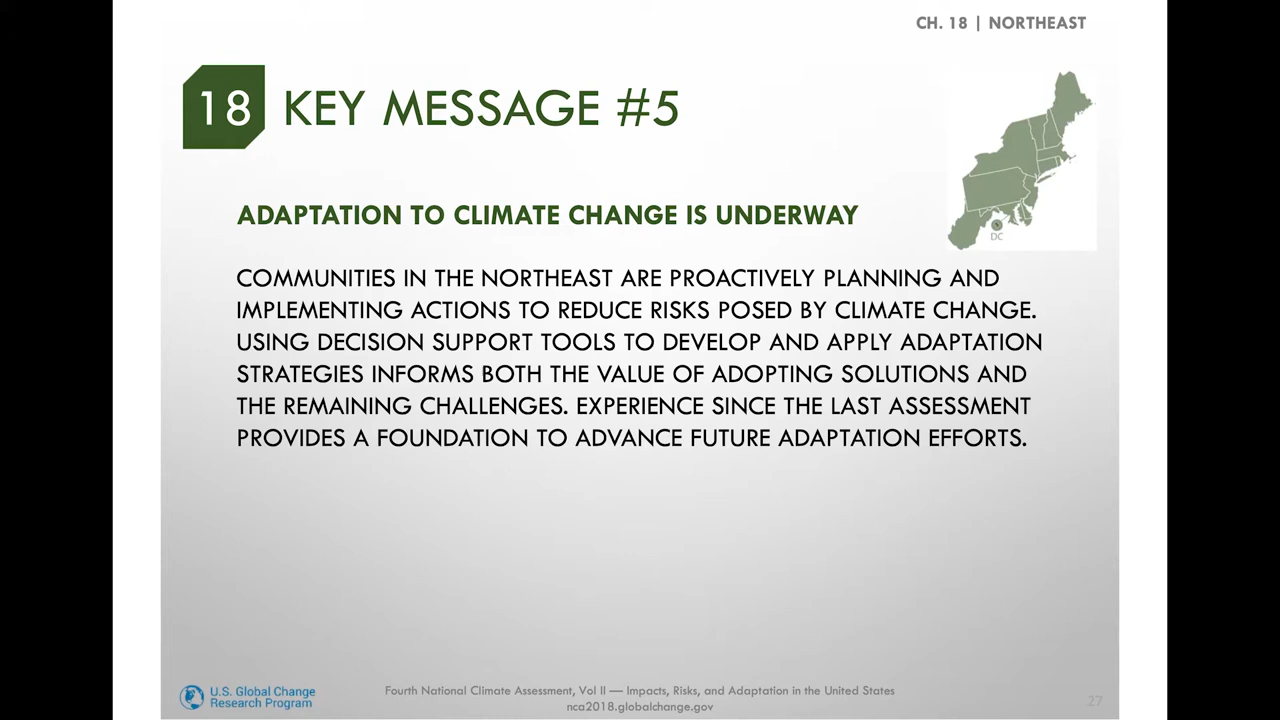 CH. 18 | NORTHEAST
18 KEY MESSAGE #5
ADAPTATION TO CLIMATE CHANGE IS UNDERWAY
DC
COMMUNITIES IN THE NORTHEAST ARE PROACTIVELY PLANNING AND
IMPLEMENTING ACTIONS TO REDUCE RISKS POSED BY CLIMATE CHANGE.
USING DECISION SUPPORT TOOLS TO DEVELOP AND APPLY ADAPTATION
STRATEGIES INFORMS BOTH THE VALUE OF ADOPTING SOLUTIONS AND
THE REMAINING CHALLENGES. EXPERIENCE SINCE THE LAST ASSESSMENT
PROVIDES A FOUNDATION TO ADVANCE FUTURE ADAPTATION EFFORTS.
U.S. Global Change
Research Program
Fourth National Climate Assessment, Vol II — Impacts, Risks, and Adaptation in the United States
nca2018.globalchange.gov
27